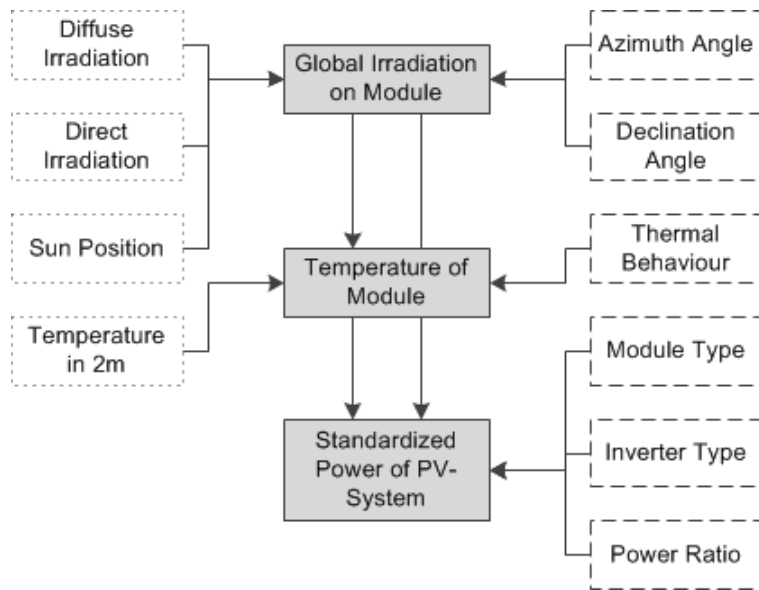 Diffuse
Irradiation
Direct
Irradiation
Sun Position
Temperature
in 2m
Global Irradiation
on Module
Temperature of
Module
Standardized
Power of PV-
System
Azimuth Angle
Declination
Angle
Thermal
Behaviour
Module Type
Inverter Type
Power Ratio